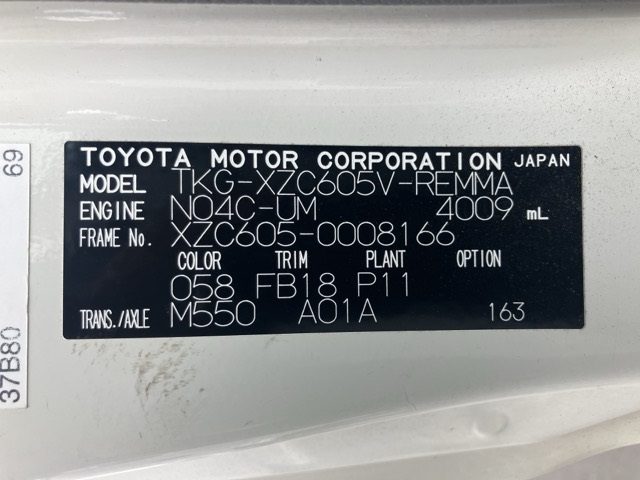 TOYOTA MOTOR CORPORATION JAPAN
MODEL TKG-XZC605V-REMMA
ENGINE N04C-UM 4009 mL
FRAME No. XZC605-0008166
COLOR TRIM PLANT OPTION
058 FB18 P11
TRANS./AXLE M550 A01A 163
37B80 69